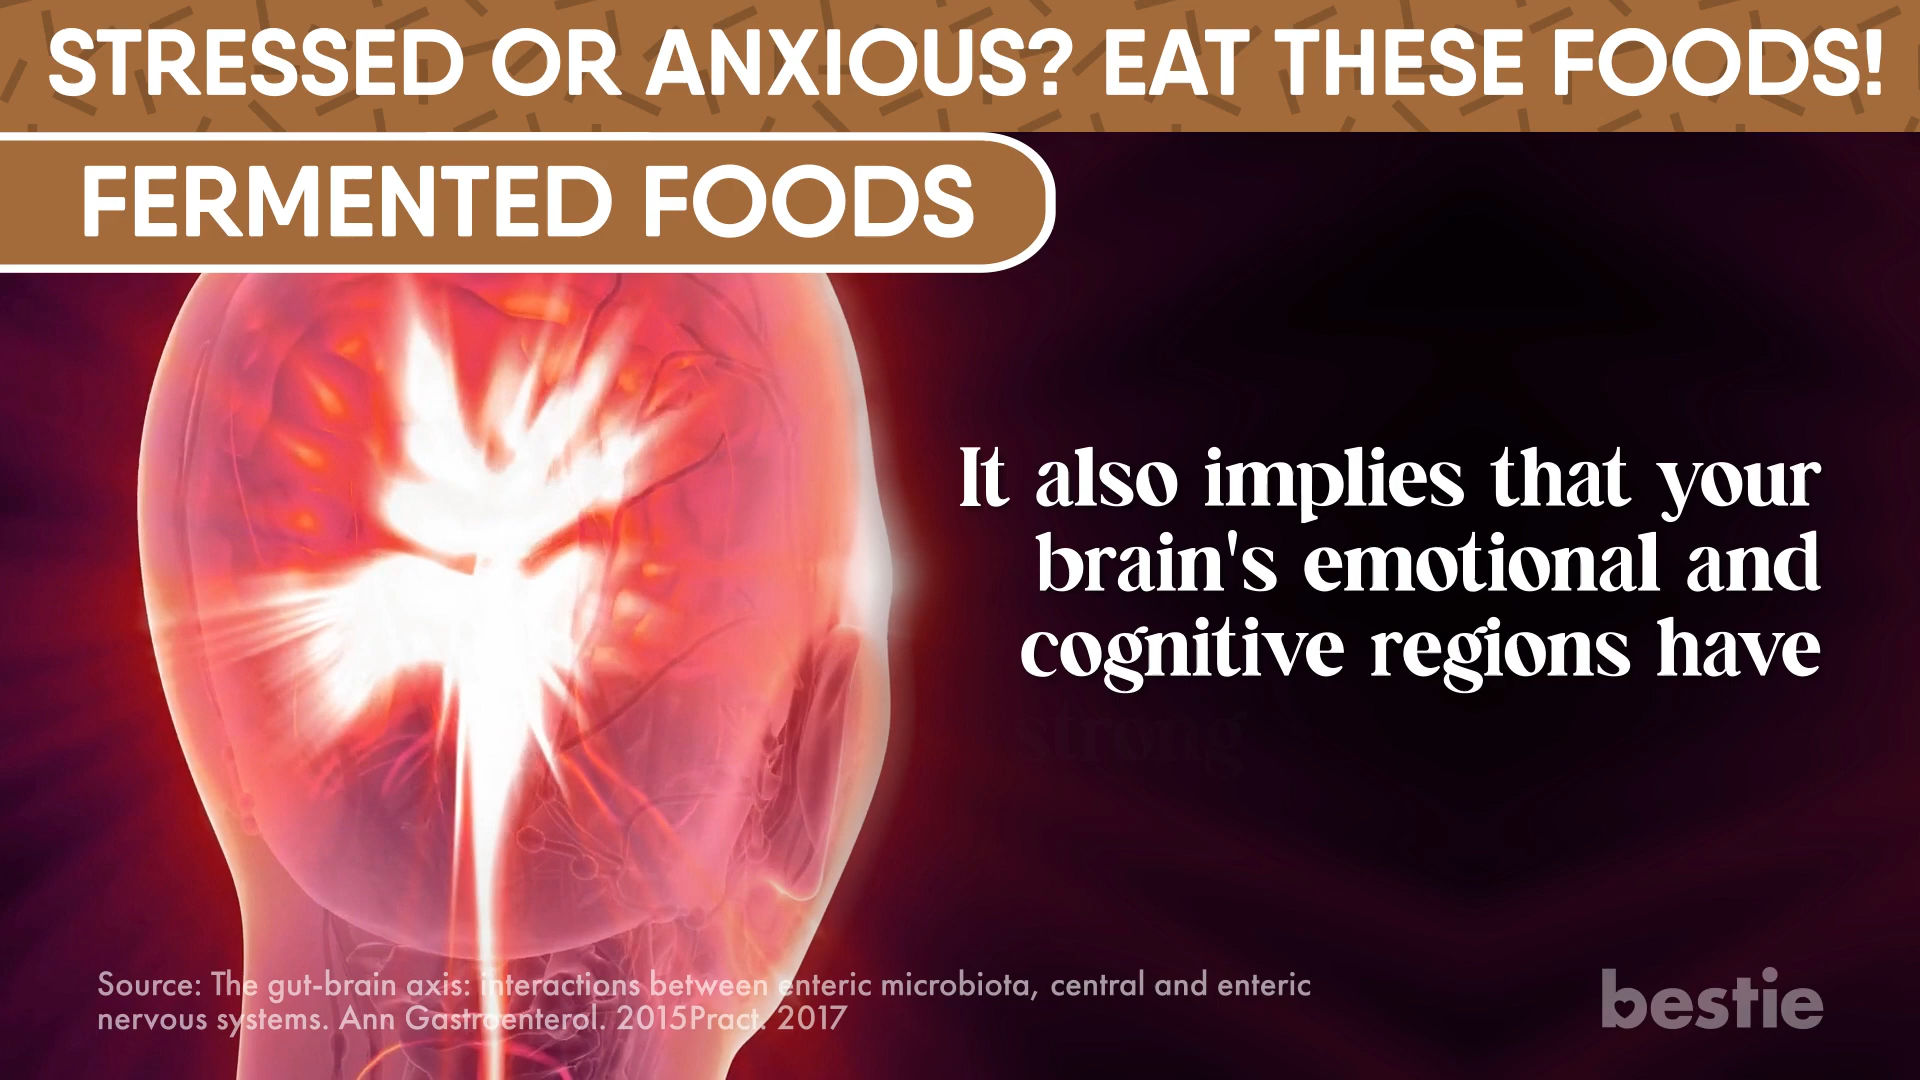 STRESSED OR ANXIOUS? EAT THESE FOODS!
FERMENTED FOODS
It also implies that your
brain's emotional and
cognitive regions have
strong
Source: The gut-brain axis: interactions between enteric microbiota, central and enteric
nervous systems. Ann Gastroenterol. 2015Pract. 2017
bestie